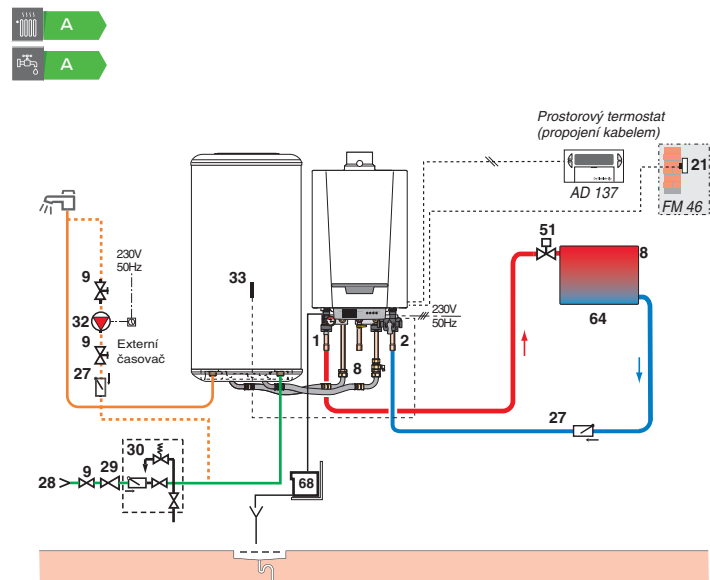 A
A
Prostorový termostat
(propojení kabelem)
AD 137
21
FM 46
51
8
64
230V
50Hz
9
32
9
Externí
časovač
27
33
230V
50Hz
1
2
8
27
30
28
9
29
68